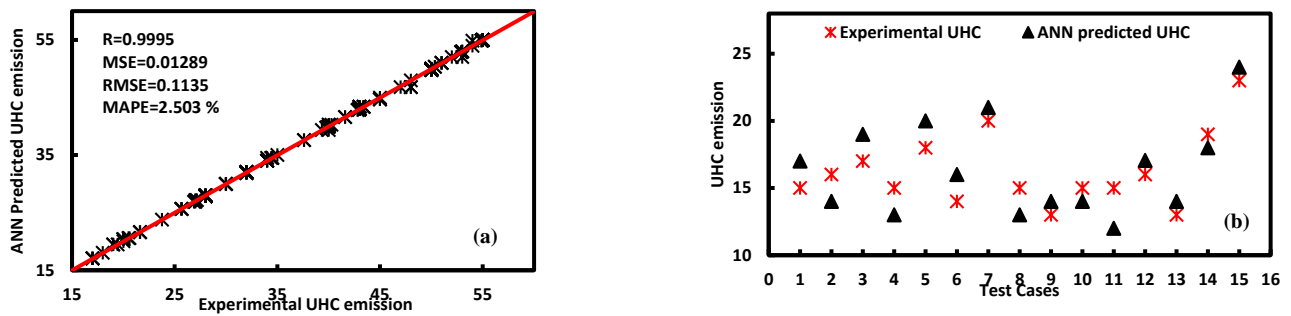 R=0.9995
MSE=0.01289
RMSE=0.1135
MAPE=2.503 %
ANN Predicted UHC emission
55
35
15
(a)
15 25 35 45 55
Experimental UHC emission
Experimental UHC ANN predicted UHC
UHC emission
25
20
15
10
(b)
0 1 2 3 4 5 6 7 8 9 10 11 12 13 14 15 16
Test Cases